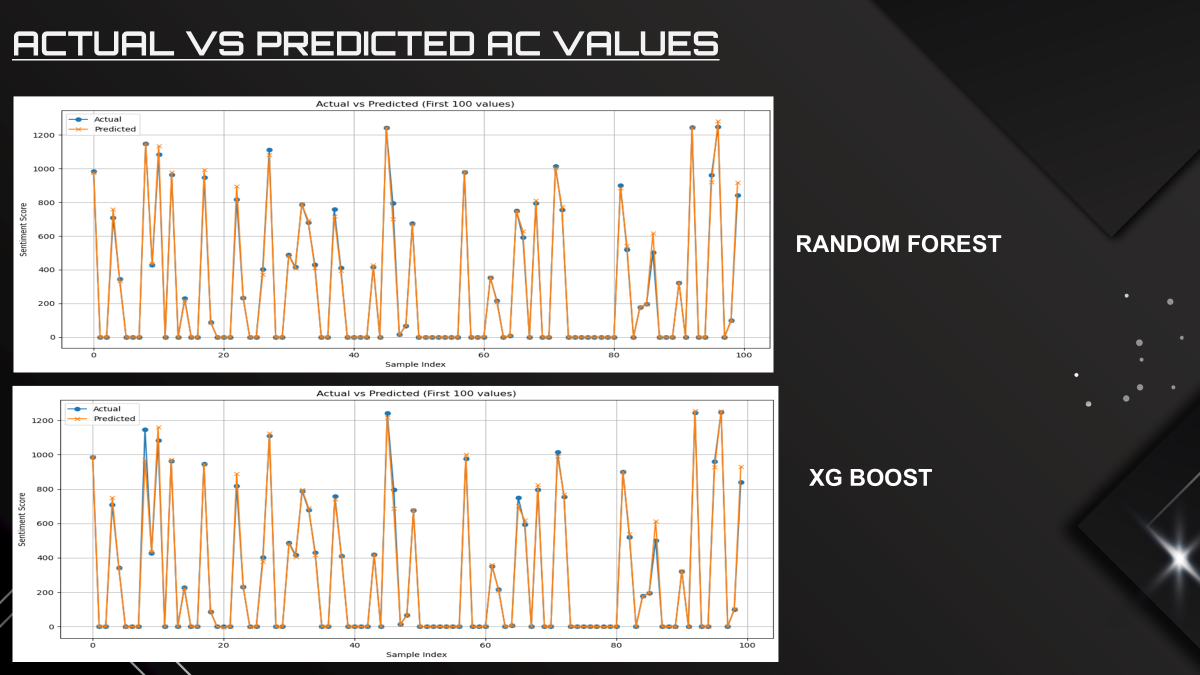 ACTUAL VS PREDICTED AC VALUES
Actual vs Predicted (First 100 values)
Actual
Predicted
1200
1000
800
600
400
200
0
Sentiment Score
0 20 40 60 80 100
Sample Index
RANDOM FOREST
Actual vs Predicted (First 100 values)
Actual
Predicted
1200
1000
800
600
400
200
0
Sentiment Score
0 20 40 60 80 100
Sample Index
XG BOOST